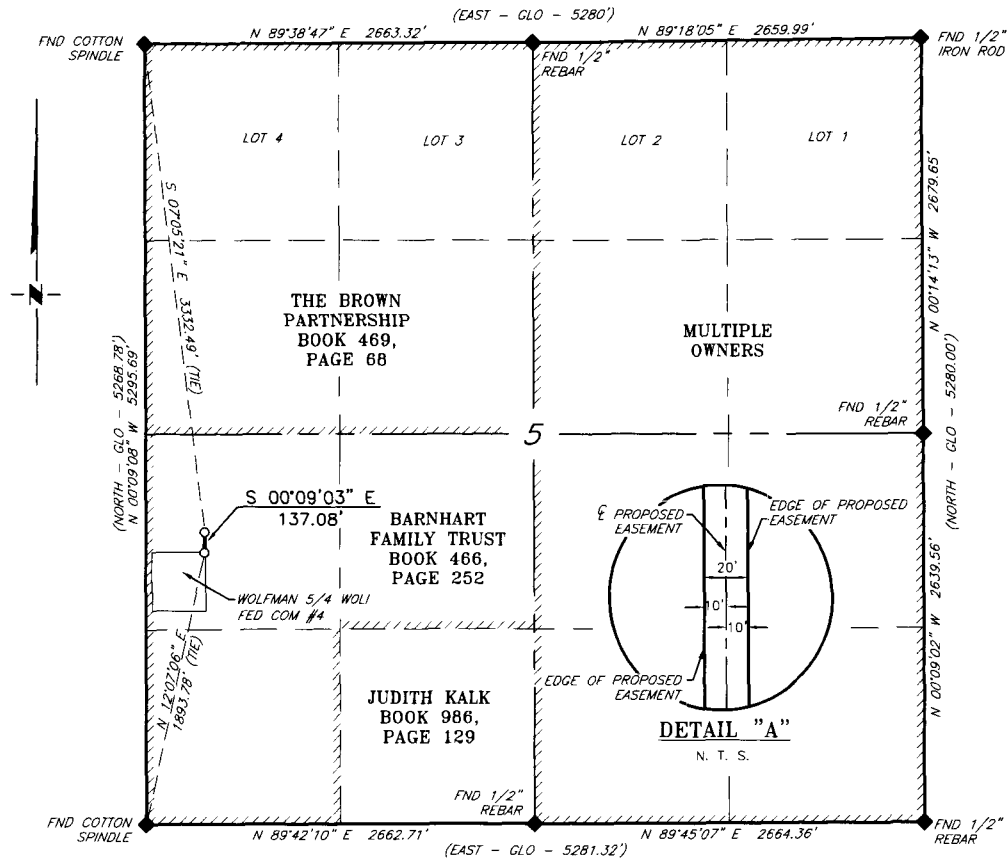 (EAST - GLO - 5280')
N 89°38'47" E 2663.32'
N 89°18'05" E 2659.99'
FND COTTON
SPINDLE
FND 1/2"
REBAR
FND 1/2"
IRON ROD
LOT 4
LOT 3
LOT 2
LOT 1
S 07°05'21" E 3332.49' (TIE)
N 00°14'13" W 2679.65'
THE BROWN
PARTNERSHIP
BOOK 469,
PAGE 68
MULTIPLE
OWNERS
N
(NORTH - GLO - 5268.78')
N 00°09'08" W 5295.69'
(NORTH - GLO - 5280.00')
FND 1/2"
REBAR
5
S 00°09'03" E
137.08'
BARNHART
FAMILY TRUST
BOOK 466,
PAGE 252
WOLFMAN 5/4 WOLI
FED COM #4
℄ PROPOSED
EASEMENT
EDGE OF PROPOSED
EASEMENT
20'
10'
10'
EDGE OF PROPOSED
EASEMENT
DETAIL "A"
N. T. S.
N 00°09'02" W 2639.56'
N 12°07'06" E
1893.78' (TIE)
JUDITH KALK
BOOK 986,
PAGE 129
FND COTTON
SPINDLE
FND 1/2"
REBAR
FND 1/2"
REBAR
N 89°42'10" E 2662.71'
N 89°45'07" E 2664.36'
(EAST - GLO - 5281.32')